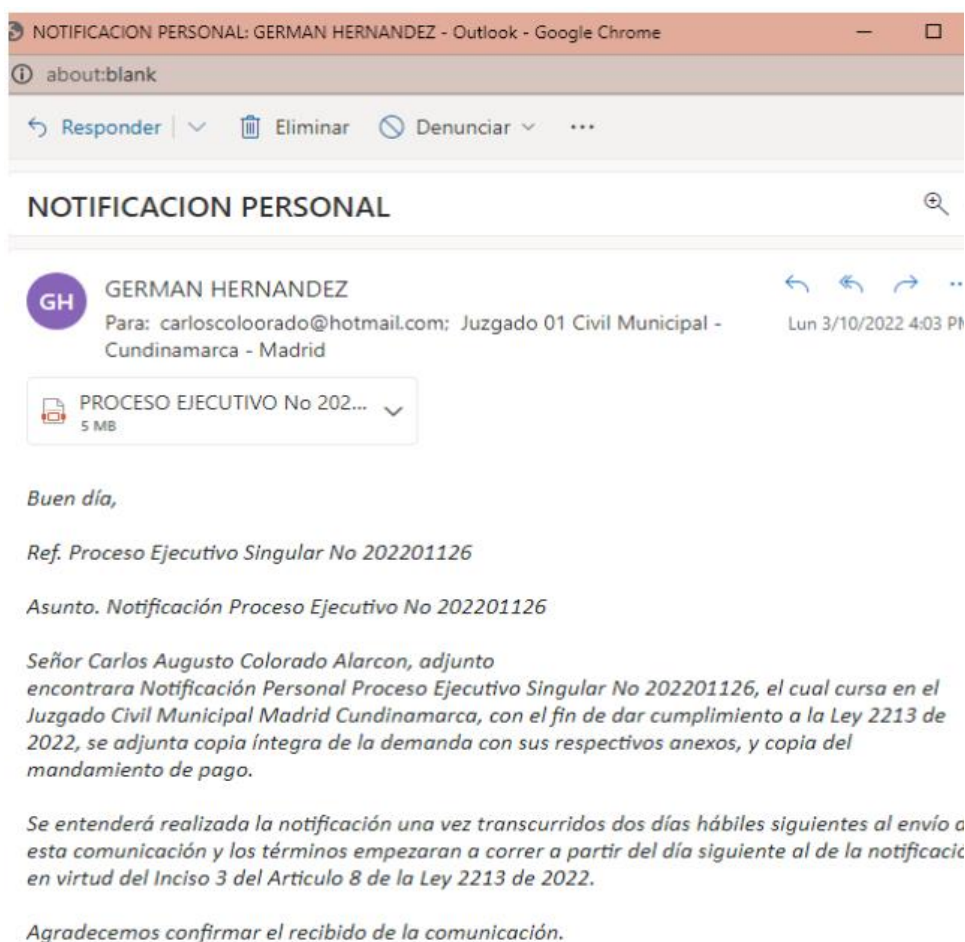 NOTIFICACION PERSONAL: GERMAN HERNANDEZ - Outlook - Google Chrome
about:blank
Responder Eliminar Denunciar
NOTIFICACION PERSONAL
GH
GERMAN HERNANDEZ
Para: carloscoloorado@hotmail.com; Juzgado 01 Civil Municipal -
Cundinamarca - Madrid
Lun 3/10/2022 4:03 PM
PROCESO EJECUTIVO No 202...
5 MB
Buen día,
Ref. Proceso Ejecutivo Singular No 202201126
Asunto. Notificación Proceso Ejecutivo No 202201126
Señor Carlos Augusto Colorado Alarcon, adjunto
encontrara Notificación Personal Proceso Ejecutivo Singular No 202201126, el cual cursa en el
Juzgado Civil Municipal Madrid Cundinamarca, con el fin de dar cumplimiento a la Ley 2213 de
2022, se adjunta copia íntegra de la demanda con sus respectivos anexos, y copia del
mandamiento de pago.
Se entenderá realizada la notificación una vez transcurridos dos días hábiles siguientes al envío d
esta comunicación y los términos empezaran a correr a partir del día siguiente al de la notificació
en virtud del Inciso 3 del Articulo 8 de la Ley 2213 de 2022.
Agradecemos confirmar el recibido de la comunicación.